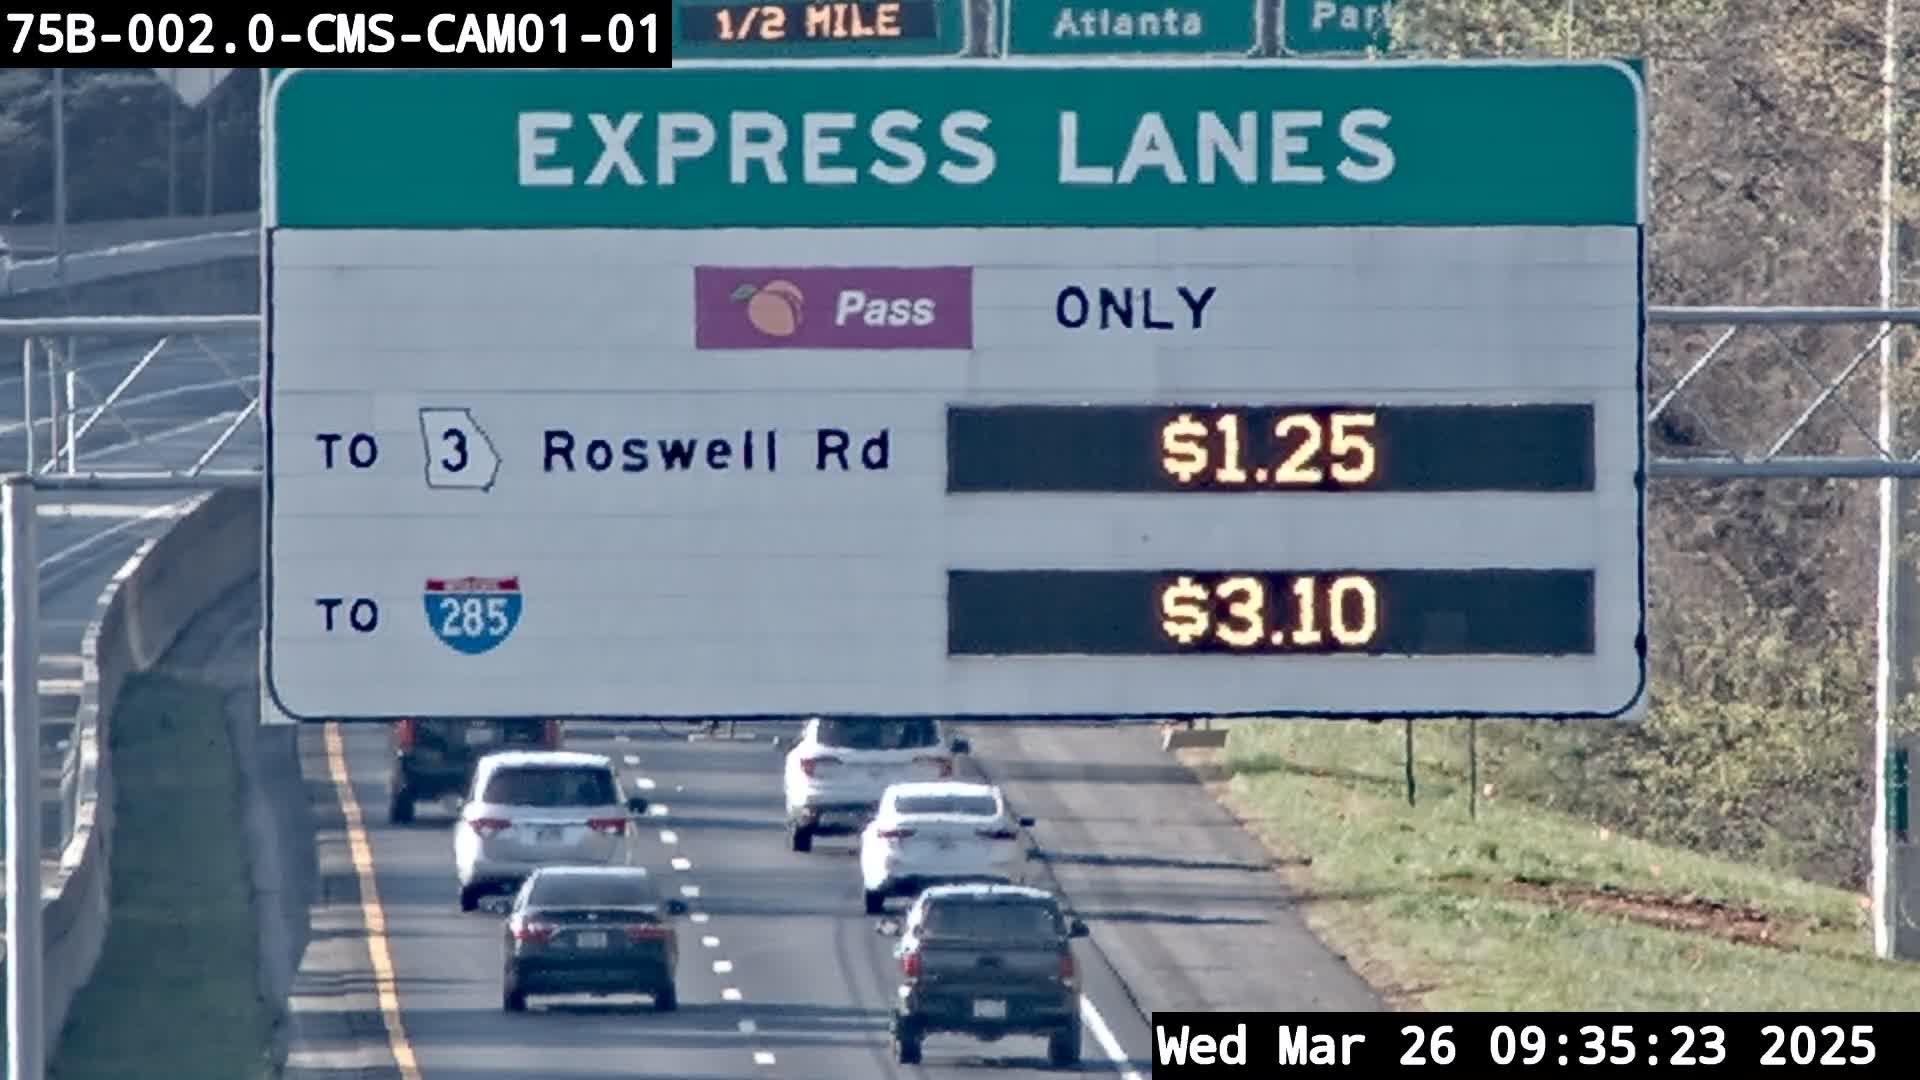 75B-002.0-CMS-CAM01-01
1/2 MILE
Atlanta
EXPRESS LANES
Pass ONLY
TO 3 Roswell Rd $1.25
TO 285 $3.10
Wed Mar 26 09:35:23 2025